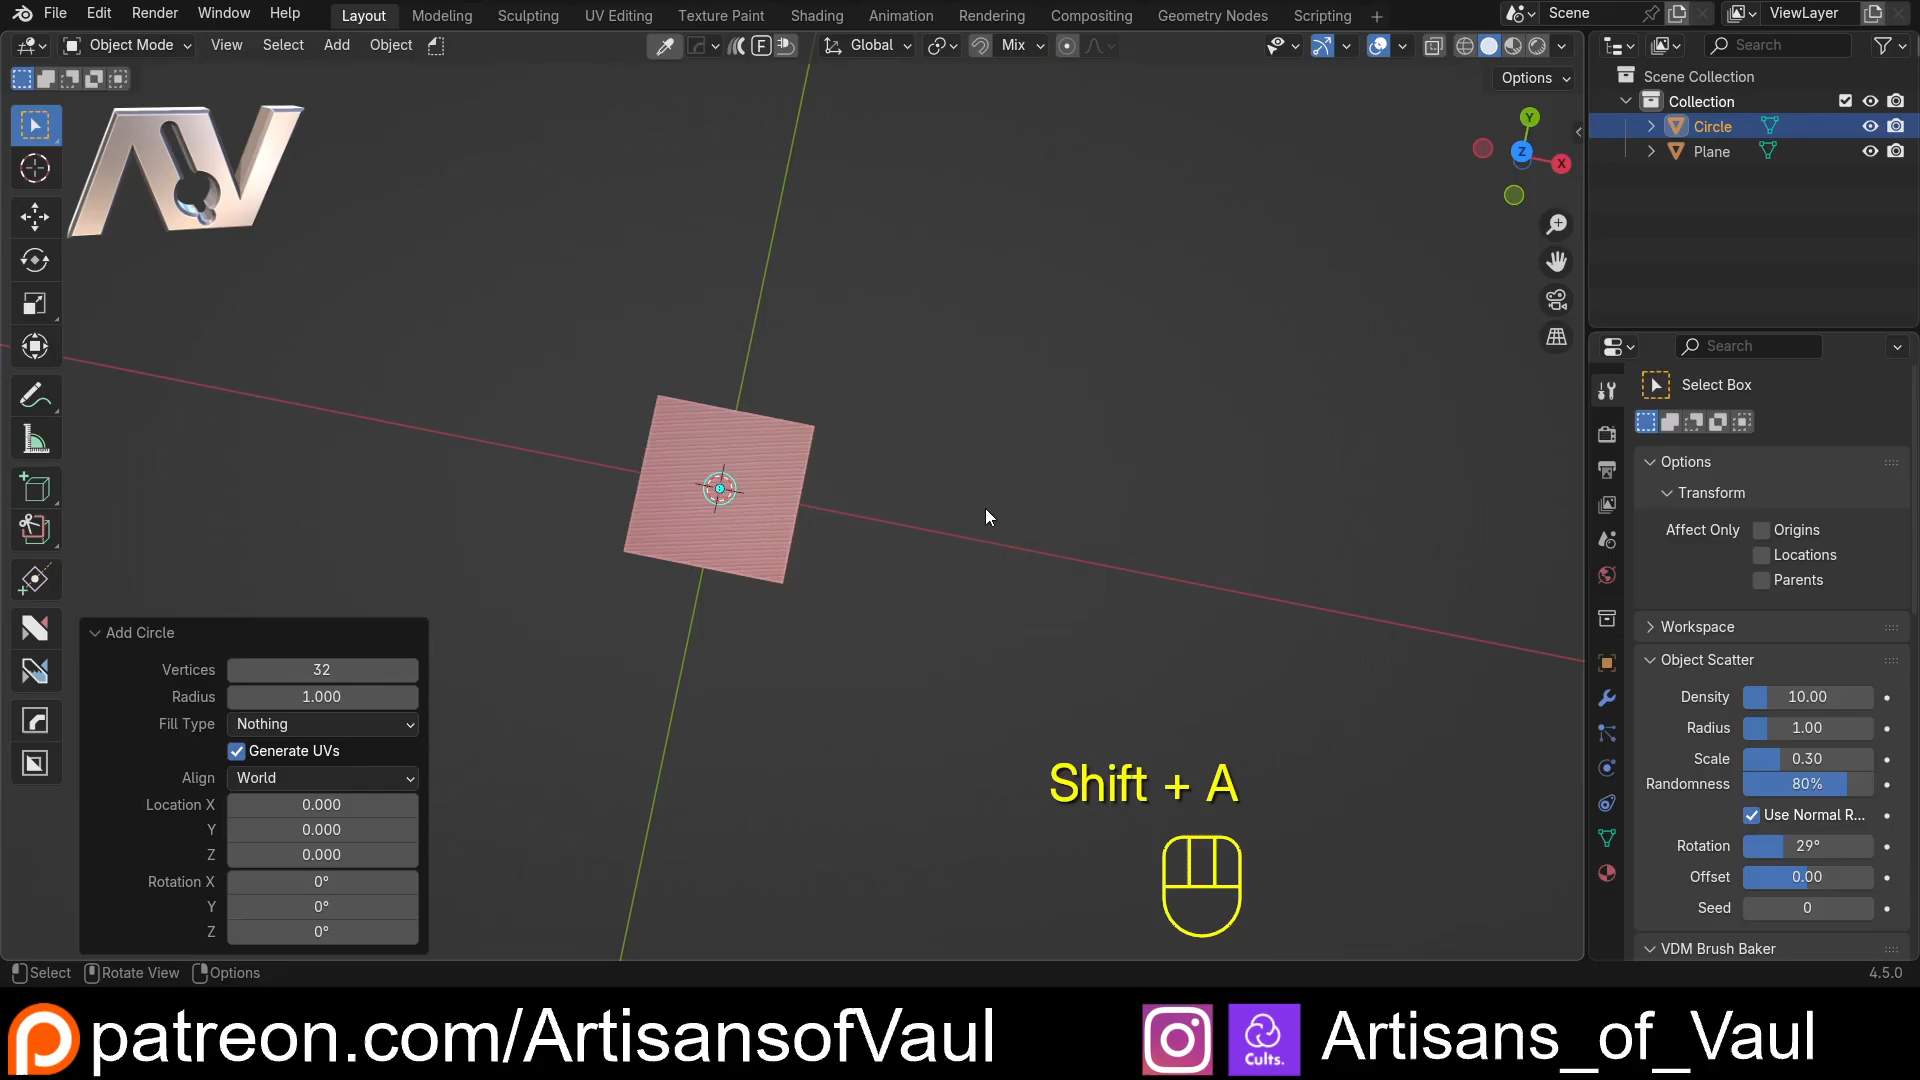 File Edit Render Window Help Layout Modeling Sculpting UV Editing Texture Paint Shading Animation Rendering Compositing Geometry Nodes Scripting + Scene ViewLayer
Object Mode View Select Add Object F Global Mix Search
Options
Scene Collection
Collection
Circle
Plane
Y
Z
X
AV
Search
Select Box
Options
Transform
Affect Only Origins
Locations
Parents
Workspace
Object Scatter
Density 10.00
Radius 1.00
Scale 0.30
Randomness 80%
Use Normal R...
Rotation 29°
Offset 0.00
Seed 0
VDM Brush Baker
Add Circle
Vertices 32
Radius 1.000
Fill Type Nothing
Generate UVs
Align World
Location X 0.000
Y 0.000
Z 0.000
Rotation X 0°
Y 0°
Z 0°
Shift + A
Select Rotate View Options 4.5.0
patreon.com/ArtisansofVaul Cults. Artisans_of_Vaul